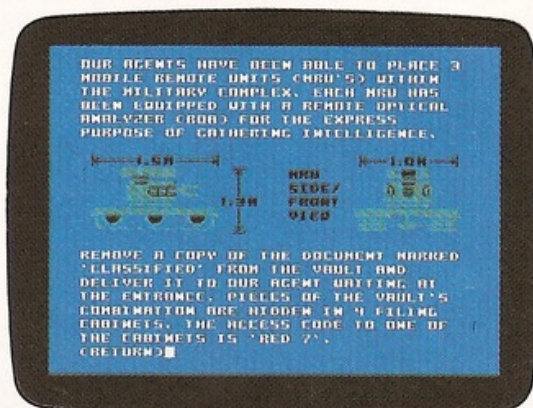 OUR AGENTS HAVE BEEN ABLE TO PLACE 3
MOBILE REMOTE UNITS (MRU'S) WITHIN
THE MILITARY COMPLEX. EACH MRU HAS
BEEN EQUIPPED WITH A REMOTE OPTICAL
ANALYZER (ROA) FOR THE EXPRESS
PURPOSE OF GATHERING INTELLIGENCE.
1.5M 1.0M
1.3M
MRU
SIDE/
FRONT
VIEW
REMOVE A COPY OF THE DOCUMENT MARKED
'CLASSIFIED' FROM THE VAULT AND
DELIVER IT TO OUR AGENT WAITING AT
THE ENTRANCE. PIECES OF THE VAULT'S
COMBINATION ARE HIDDEN IN 4 FILING
CABINETS. THE ACCESS CODE TO ONE OF
THE CABINETS IS 'RED 7'.
(RETURN)